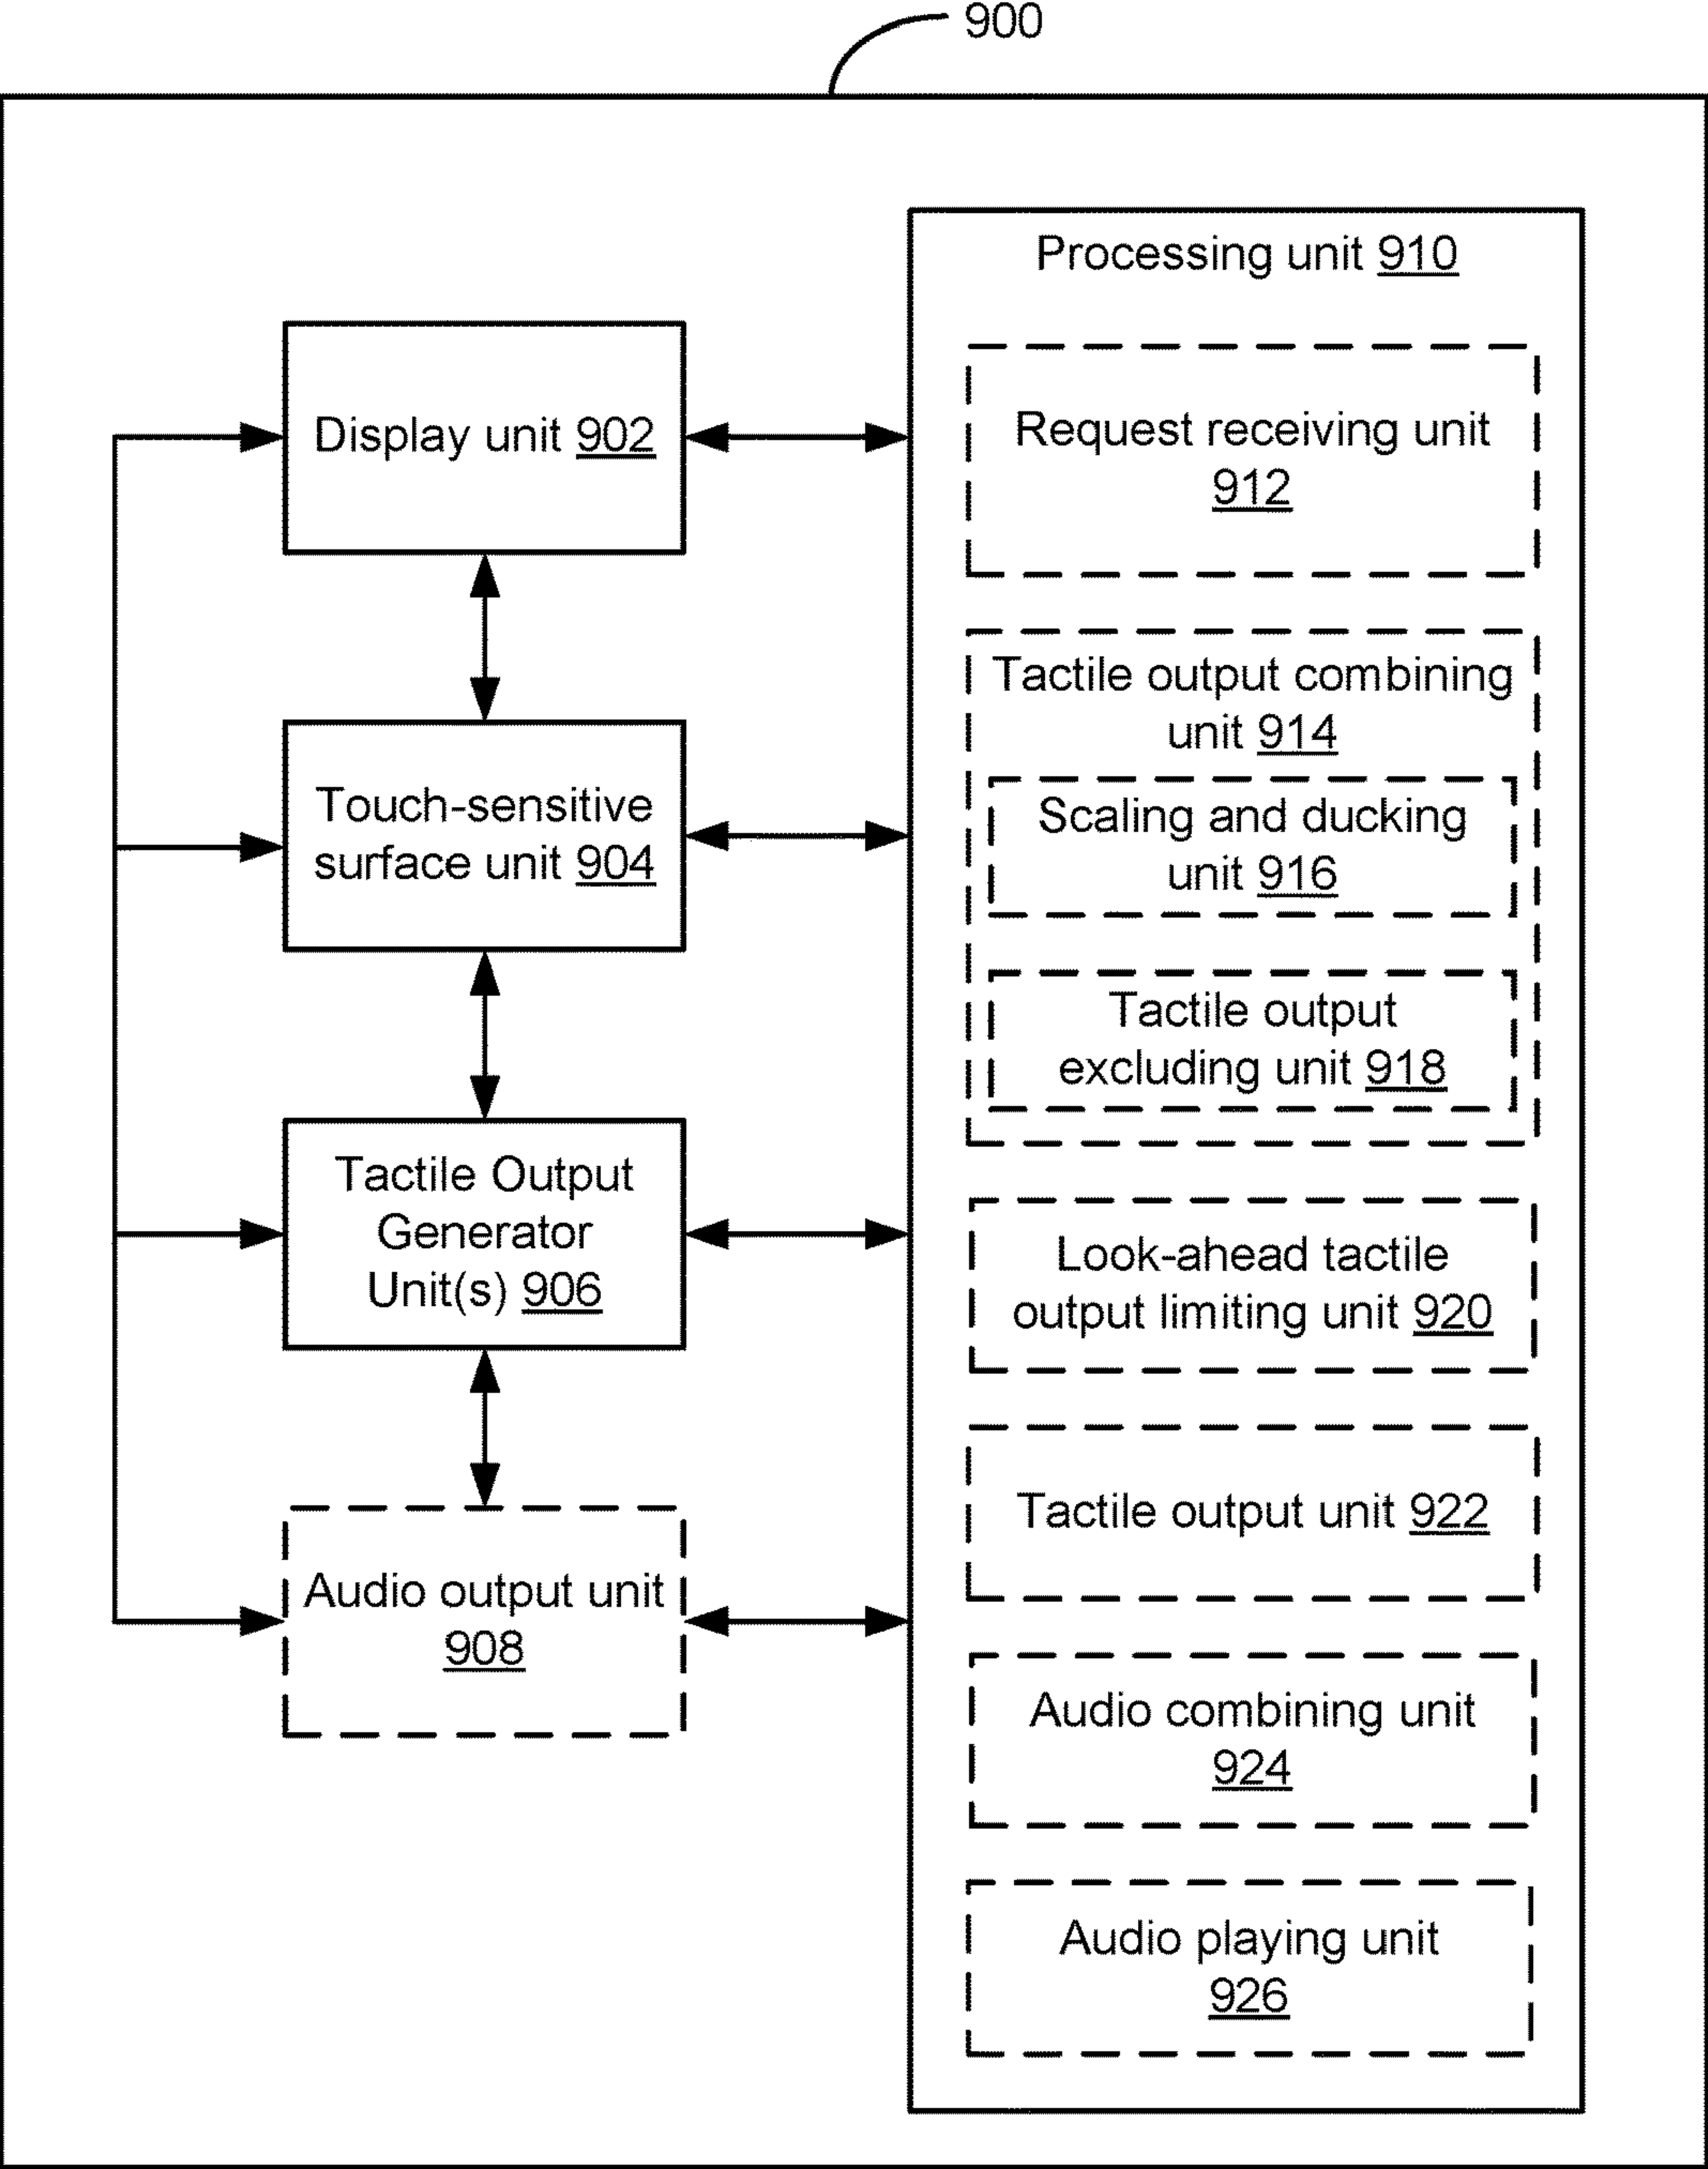 900
Processing unit 910
Display unit 902
Request receiving unit
912
Tactile output combining
unit 914
Touch-sensitive
surface unit 904
Scaling and ducking
unit 916
Tactile output
excluding unit 918
Tactile Output
Generator
Unit(s) 906
Look-ahead tactile
output limiting unit 920
Tactile output unit 922
Audio output unit
908
Audio combining unit
924
Audio playing unit
926